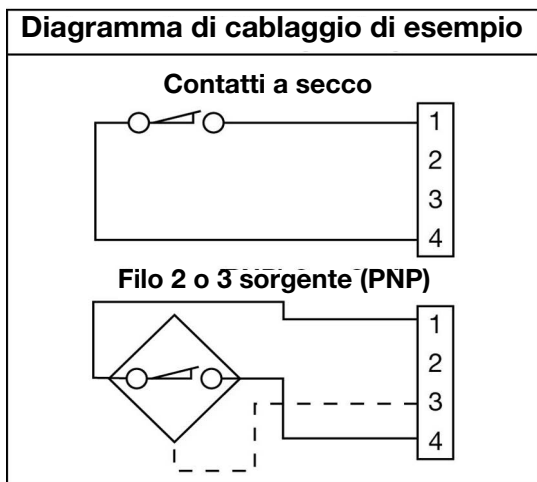 Diagramma di cablaggio di esempio
Contatti a secco
1
2
3
4
Filo 2 o 3 sorgente (PNP)
1
2
3
4